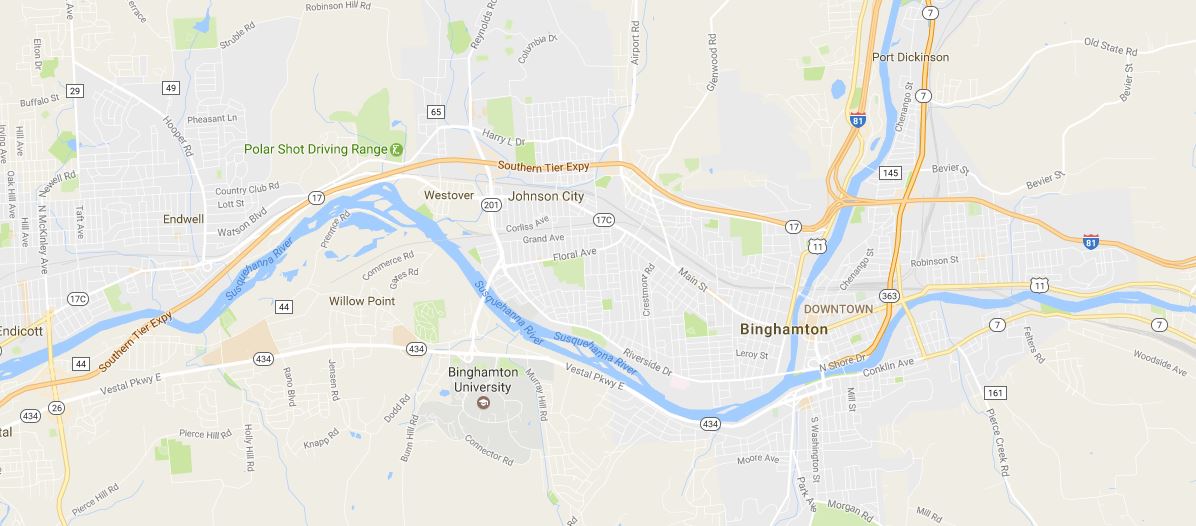 Robinson Hill Rd
Struble Rd
Reynolds Rd
Columbia Dr
Airport Rd
Glenwood Rd
7
Old State Rd
Port Dickinson
Elton Dr
Buffalo St
29
49
Hooper Rd
Pheasant Ln
65
Harry L Dr
81
7
Chenango St
Bevier St
Irving Ave
Hill Ave
Polar Shot Driving Range
Southern Tier Expy
145
Bevier St
Bevier St
Oak Hill Ave
Country Club Rd
Lott St
17
Westover
201
Johnson City
17C
Hill Ave
N McKinley Ave
Taft Ave
Endwell
Watson Blvd
Prentice Rd
Corliss Ave
Grand Ave
Floral Ave
17
11
81
Susquehanna River
Commerce Rd
Gates Rd
Main St
Chenango St
Robinson St
17C
44
Willow Point
Susquehanna River
363
11
DOWNTOWN
Endicott
Southern Tier Expy
Susquehanna River
Binghamton
7
7
44
434
434
Riverside Dr
Leroy St
N Shore Dr
Conklin Ave
Felters Rd
Woodside Ave
Vestal Pkwy E
Rano Blvd
Jensen Rd
Binghamton
University
Murray Hill Rd
Vestal Pkwy E
Mill St
161
434
26
Dodd Rd
434
Pierce Hill Rd
Holly Hill Rd
Knapp Rd
Bunn Hill Rd
Connector Rd
Moore Ave
S Washington St
Pierce Creek Rd
Pierce Hill Rd
Park Ave
Morgan Rd
Mill Rd